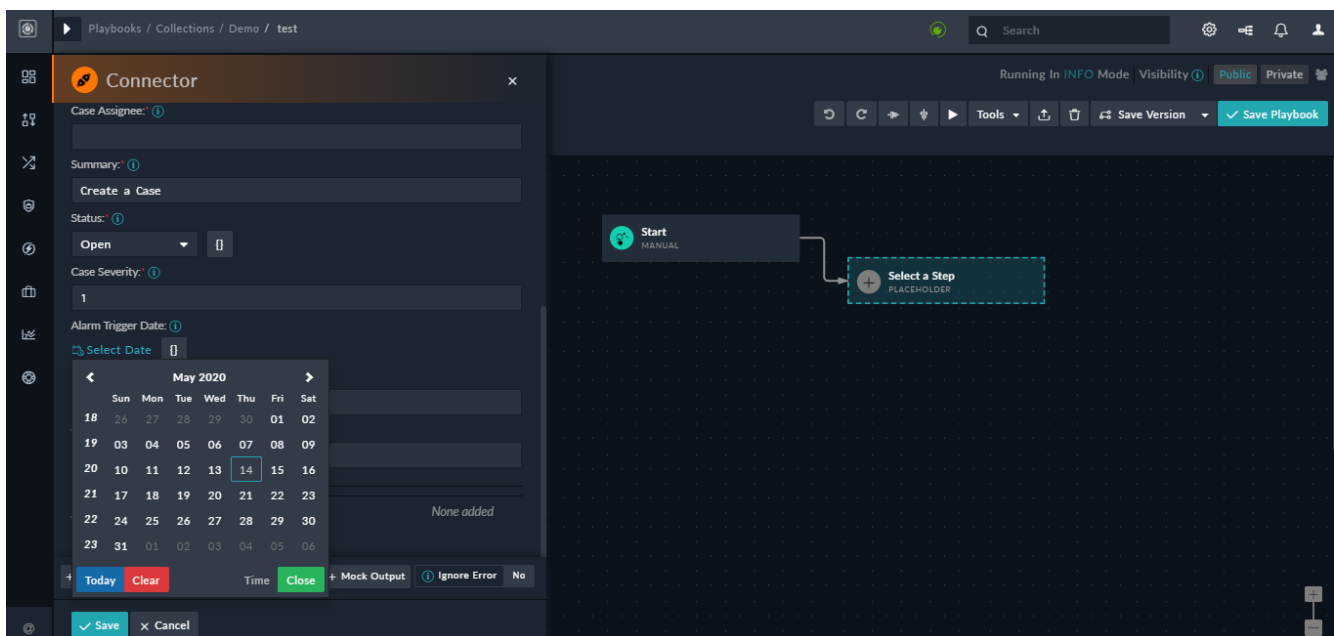 Playbooks / Collections / Demo / test
Search
Connector
×
Running In INFO Mode Visibility Public Private
Case Assignee:*
Tools
Save Version
Save Playbook
Summary:*
Create a Case
Status:*
Open {}
Case Severity:*
1
Alarm Trigger Date:
Select Date {}
May 2020
Sun Mon Tue Wed Thu Fri Sat
18 26 27 28 29 30 01 02
19 03 04 05 06 07 08 09
20 10 11 12 13 14 15 16
21 17 18 19 20 21 22 23
22 24 25 26 27 28 29 30
23 31 01 02 03 04 05 06
None added
Today Clear Time Close
+ Mock Output Ignore Error No
Save × Cancel
@
Start
MANUAL
Select a Step
PLACEHOLDER